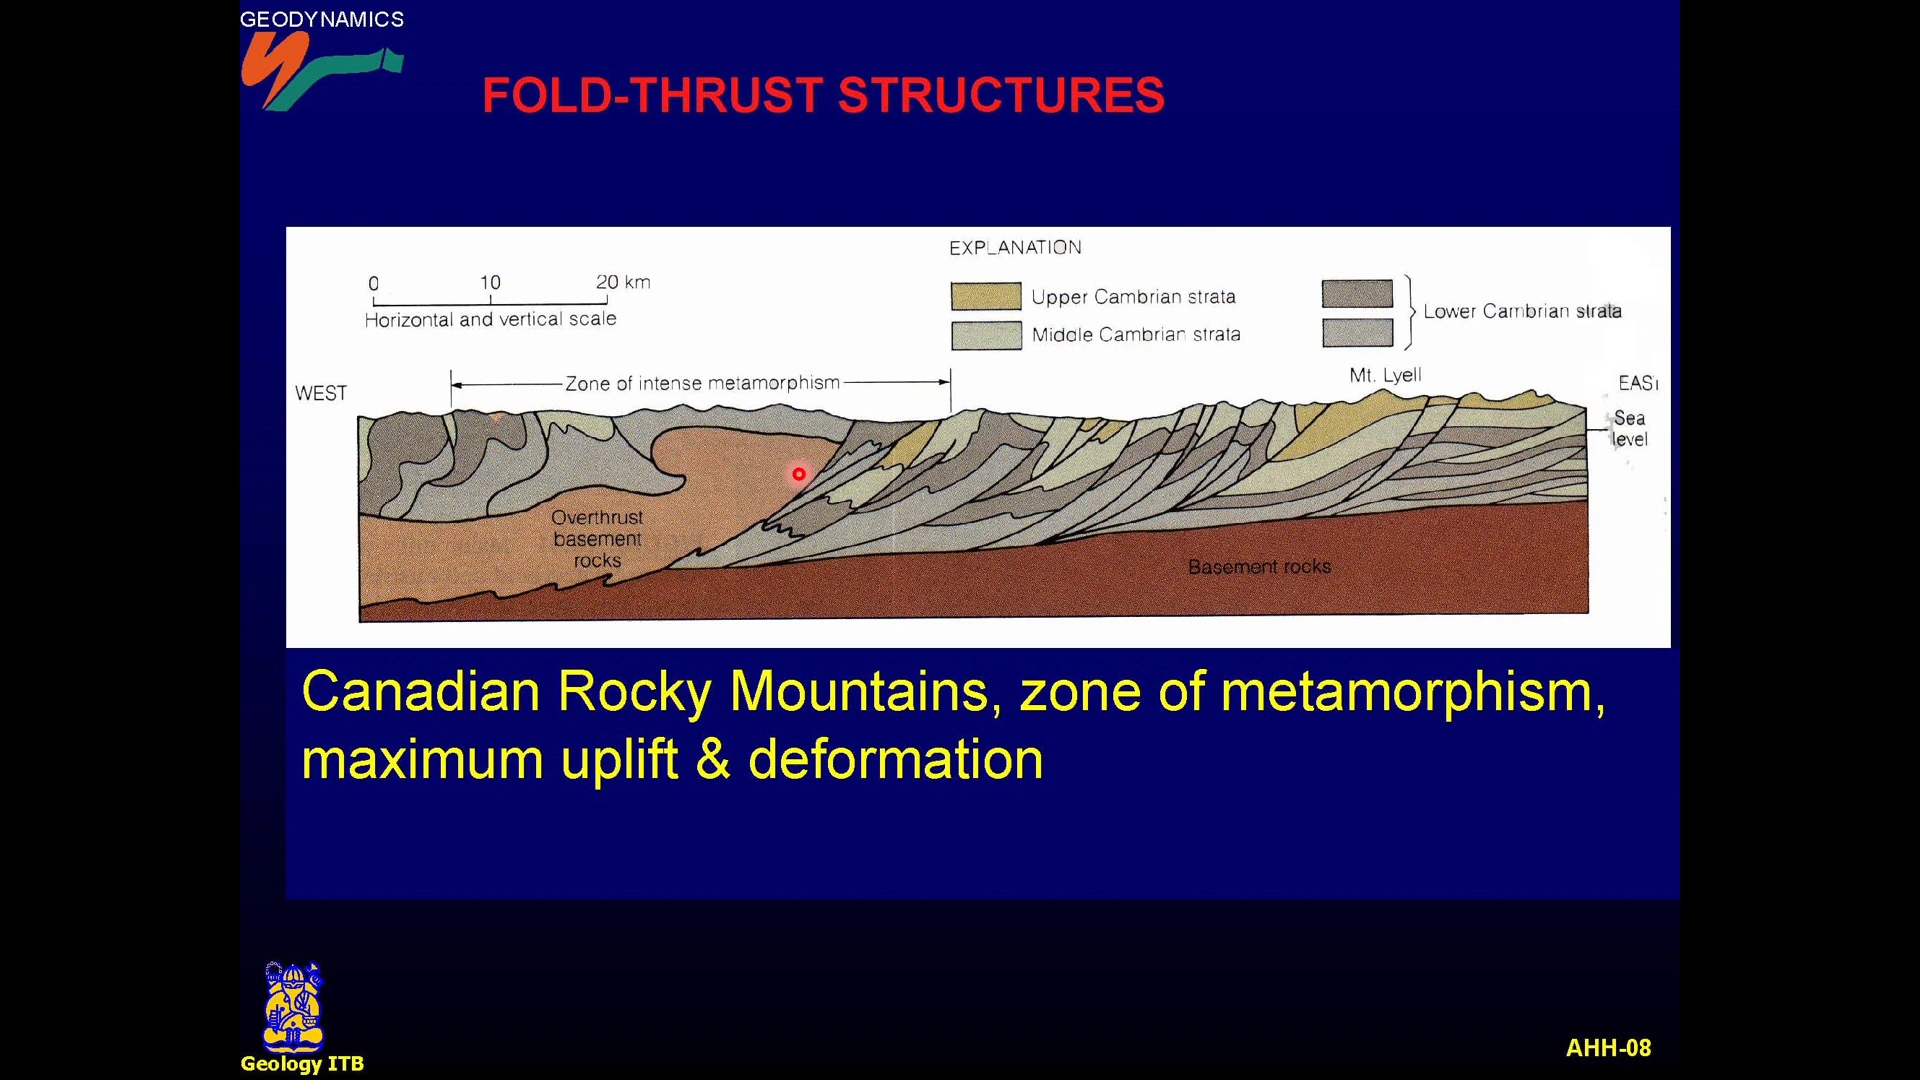 GEODYNAMICS
FOLD-THRUST STRUCTURES
EXPLANATION
0 10 20 km
Horizontal and vertical scale
Upper Cambrian strata
Middle Cambrian strata
Lower Cambrian strata
WEST
Zone of intense metamorphism
Mt. Lyell
EAST
Sea
level
Overthrust
basement
rocks
Basement rocks
Canadian Rocky Mountains, zone of metamorphism,
maximum uplift & deformation
Geology ITB
AHH-08